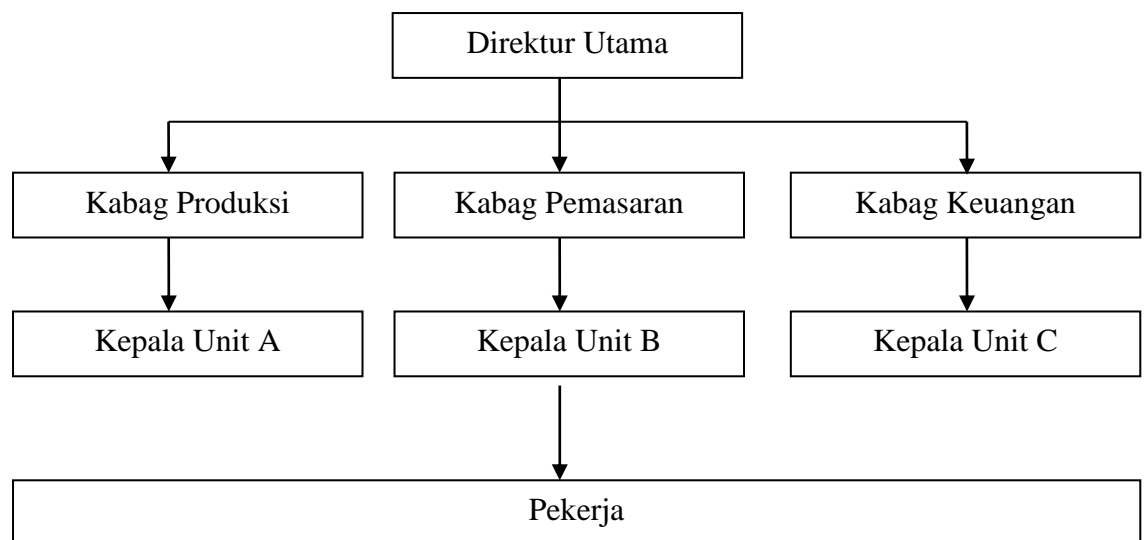 Direktur Utama
Kabag Produksi
Kabag Pemasaran
Kabag Keuangan
Kepala Unit A
Kepala Unit B
Kepala Unit C
Pekerja